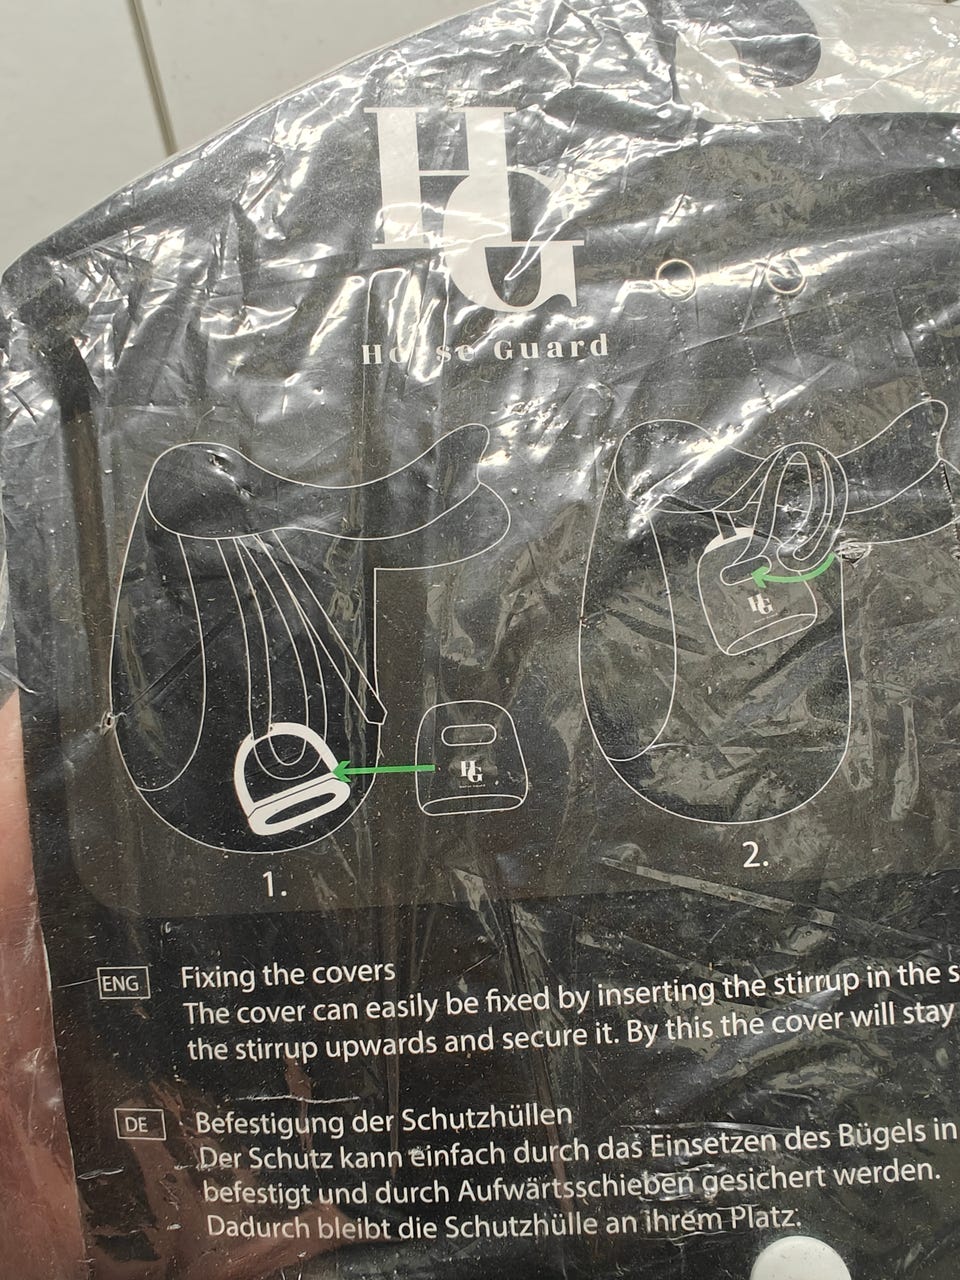 HG
Horse Guard
HG
HG
1.
2.
ENG
Fixing the covers
The cover can easily be fixed by inserting the stirrup in the s
the stirrup upwards and secure it. By this the cover will stay
DE
Befestigung der Schutzhüllen
Der Schutz kann einfach durch das Einsetzen des Bügels in
befestigt und durch Aufwärtsschieben gesichert werden.
Dadurch bleibt die Schutzhülle an ihrem Platz.